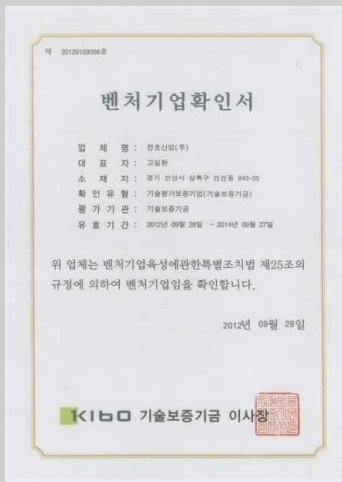 제 20120109056호
벤처기업확인서
업 체 명 : 전호산업(주)
대 표 자 : 고일환
소 재 지 : 경기 안산시 상록구 건건동 943-25
확 인 유 형 : 기술평가보증기업(기술보증기금)
평 가 기 관 : 기술보증기금
유 효 기 간 : 2012년 09월 28일 ~ 2014년 09월 27일
위 업체는 벤처기업육성에관한특별조치법 제25조의
규정에 의하여 벤처기업임을 확인합니다.
2012년 09월 28일
KIBO 기술보증기금 이사장